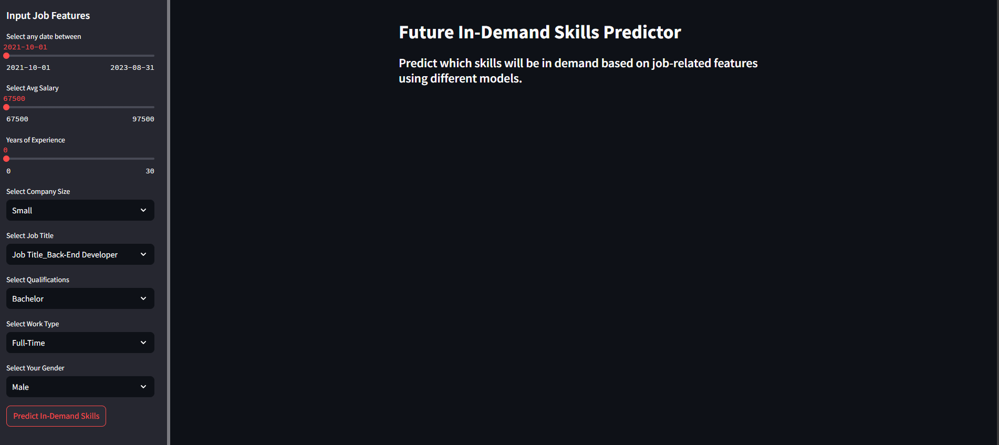 Input Job Features
Select any date between
2021-10-01
2021-10-01 2023-08-31
Select Avg Salary
67500
67500 97500
Years of Experience
0
0 30
Select Company Size
Small
Select Job Title
Job Title_Back-End Developer
Select Qualifications
Bachelor
Select Work Type
Full-Time
Select Your Gender
Male
Predict In-Demand Skills
Future In-Demand Skills Predictor
Predict which skills will be in demand based on job-related features
using different models.